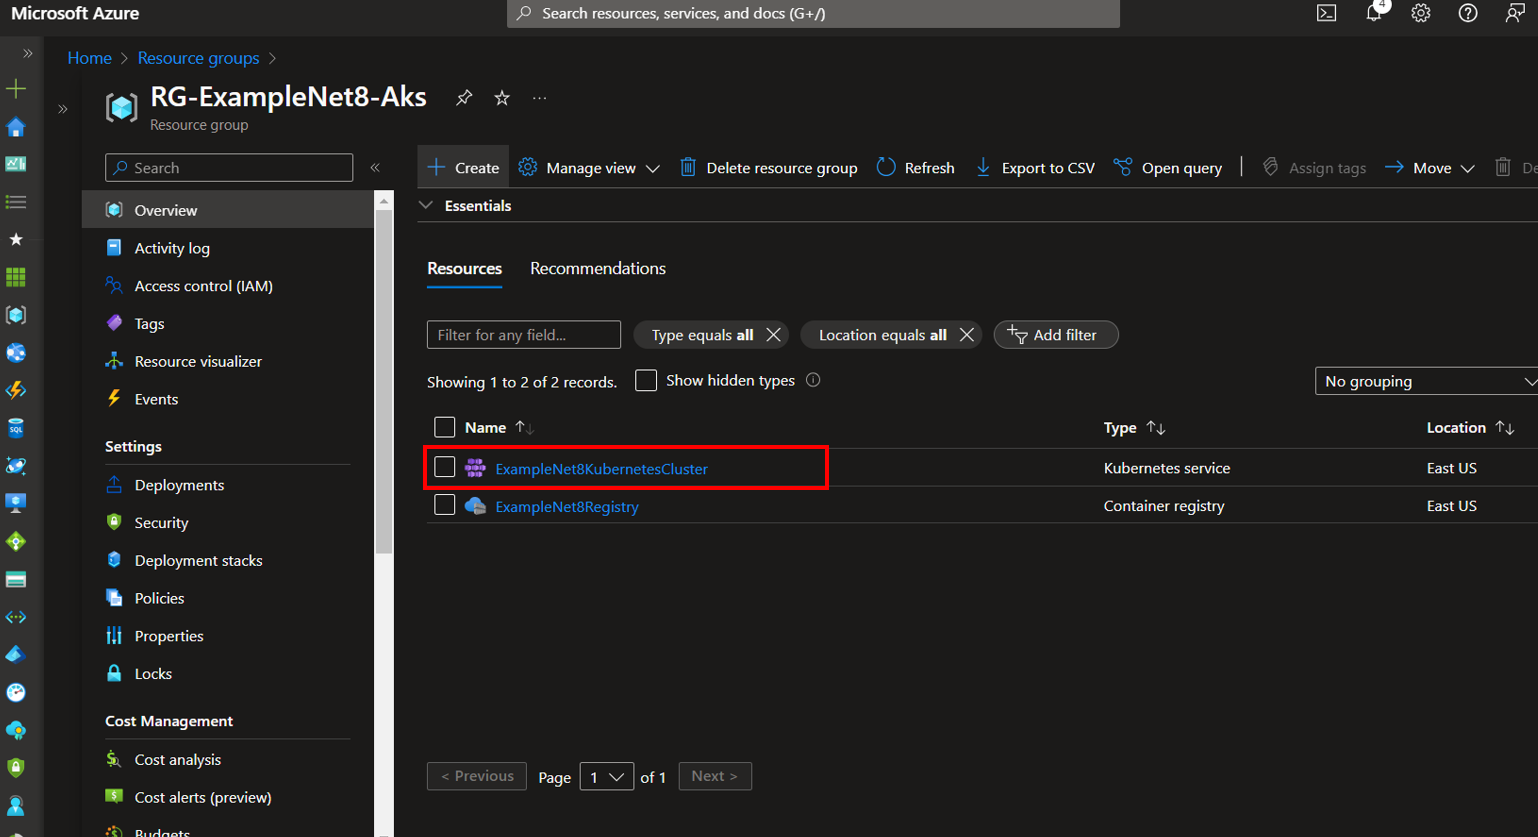 Microsoft Azure
Search resources, services, and docs (G+/)
4
Home > Resource groups >
RG-ExampleNet8-Aks
Resource group
Search
Overview
Activity log
Access control (IAM)
Tags
Resource visualizer
Events
Settings
Deployments
Security
Deployment stacks
Policies
Properties
Locks
Cost Management
Cost analysis
Cost alerts (preview)
Budgets
Create Manage view Delete resource group Refresh Export to CSV Open query Assign tags Move De
Essentials
Resources Recommendations
Filter for any field... Type equals all Location equals all Add filter
Showing 1 to 2 of 2 records. Show hidden types No grouping
Name Type Location
ExampleNet8KubernetesCluster Kubernetes service East US
ExampleNet8Registry Container registry East US
< Previous Page 1 of 1 Next >
SQL